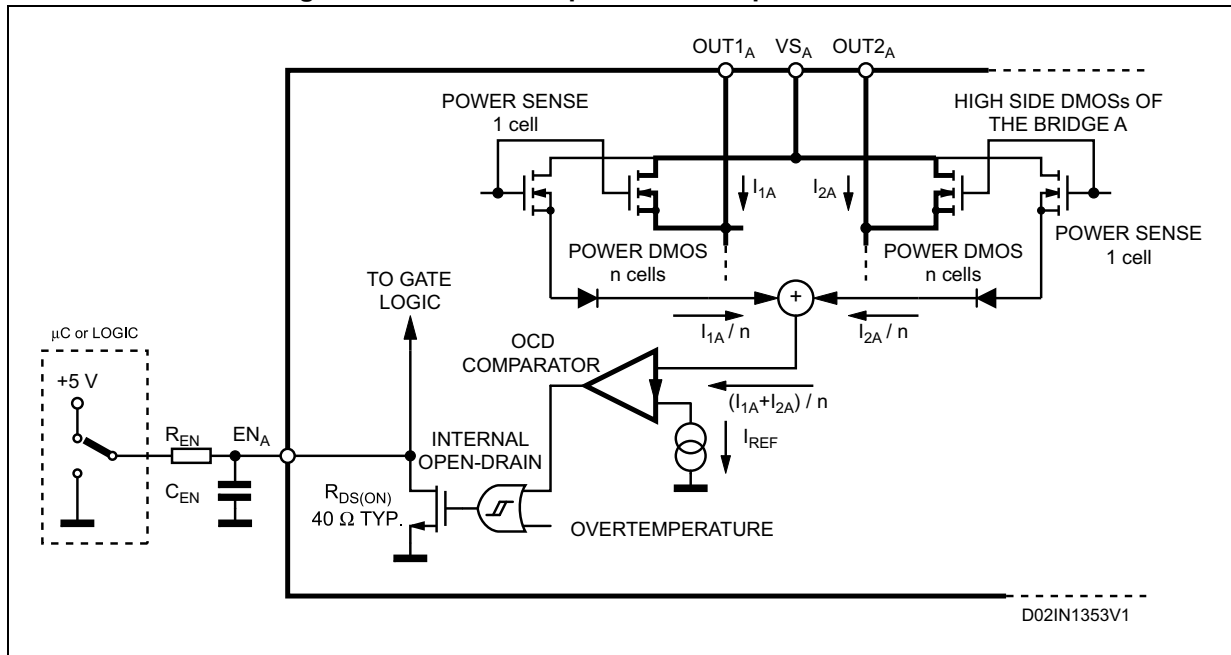 OUT1A VSA OUT2A
POWER SENSE
1 cell
HIGH SIDE DMOSs OF
THE BRIDGE A
I1A
I2A
POWER SENSE
1 cell
POWER DMOS
n cells
POWER DMOS
n cells
TO GATE
LOGIC
+
I1A / n
I2A / n
μC or LOGIC
OCD
COMPARATOR
+5 V
(I1A+I2A) / n
REN
ENA
INTERNAL
OPEN-DRAIN
IREF
CEN
RDS(ON)
40 Ω TYP.
OVERTEMPERATURE
D02IN1353V1